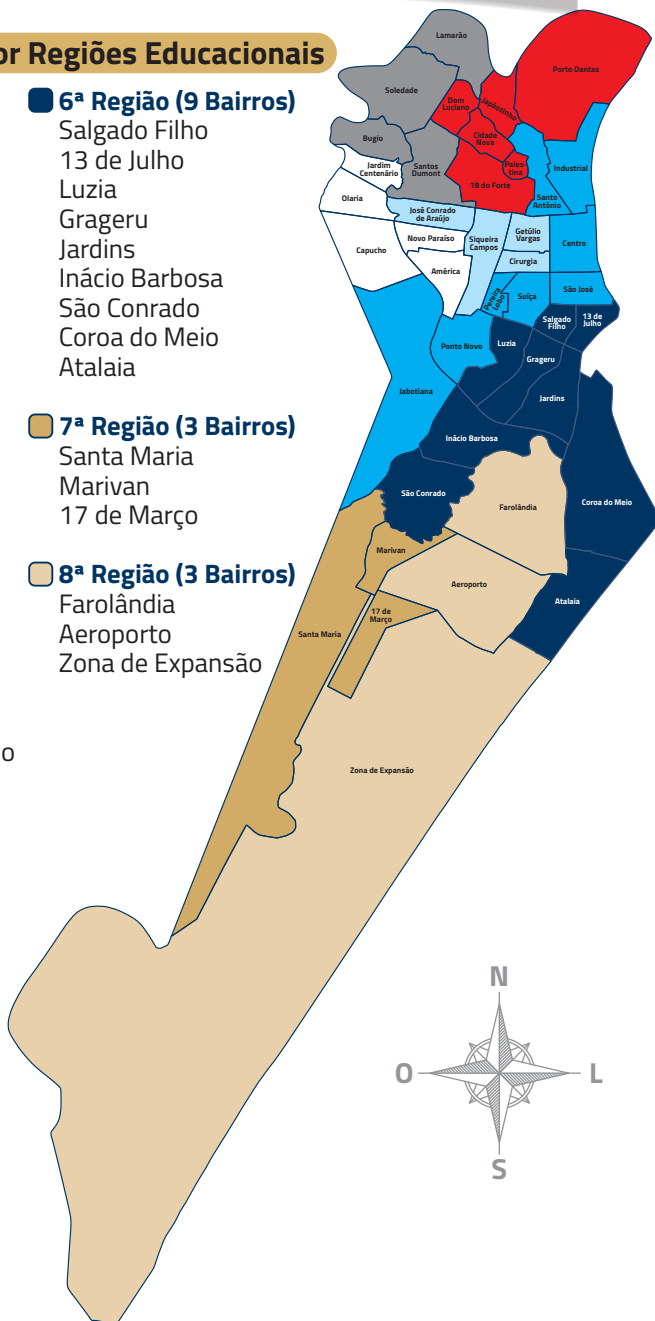 or Regiões Educacionais
6ª Região (9 Bairros)
Salgado Filho
13 de Julho
Luzia
Grageru
Jardins
Inácio Barbosa
São Conrado
Coroa do Meio
Atalaia
7ª Região (3 Bairros)
Santa Maria
Marivan
17 de Março
8ª Região (3 Bairros)
Farolândia
Aeroporto
Zona de Expansão
o
Lamarão
Porto Dantas
Soledade
Dom
Luciano
Japãozinho
Bugio
Cidade
Nova
Jardim
Centenário
Santos
Dumont
Pales-
tina
Industrial
18 do Forte
Santo
Antônio
Olaria
José Conrado
de Araújo
Capucho
Novo Paraíso
Siqueira
Campos
Getúlio
Vargas
Centro
Cirurgia
América
Pereira
Lobo
Suíça
São José
Salgado
Filho
13 de
Julho
Ponto Novo
Luzia
Grageru
Jabotiana
Jardins
Inácio Barbosa
São Conrado
Farolândia
Coroa do Meio
Marivan
Aeroporto
Atalaia
17 de
Março
Santa Maria
Zona de Expansão
N
O
L
S